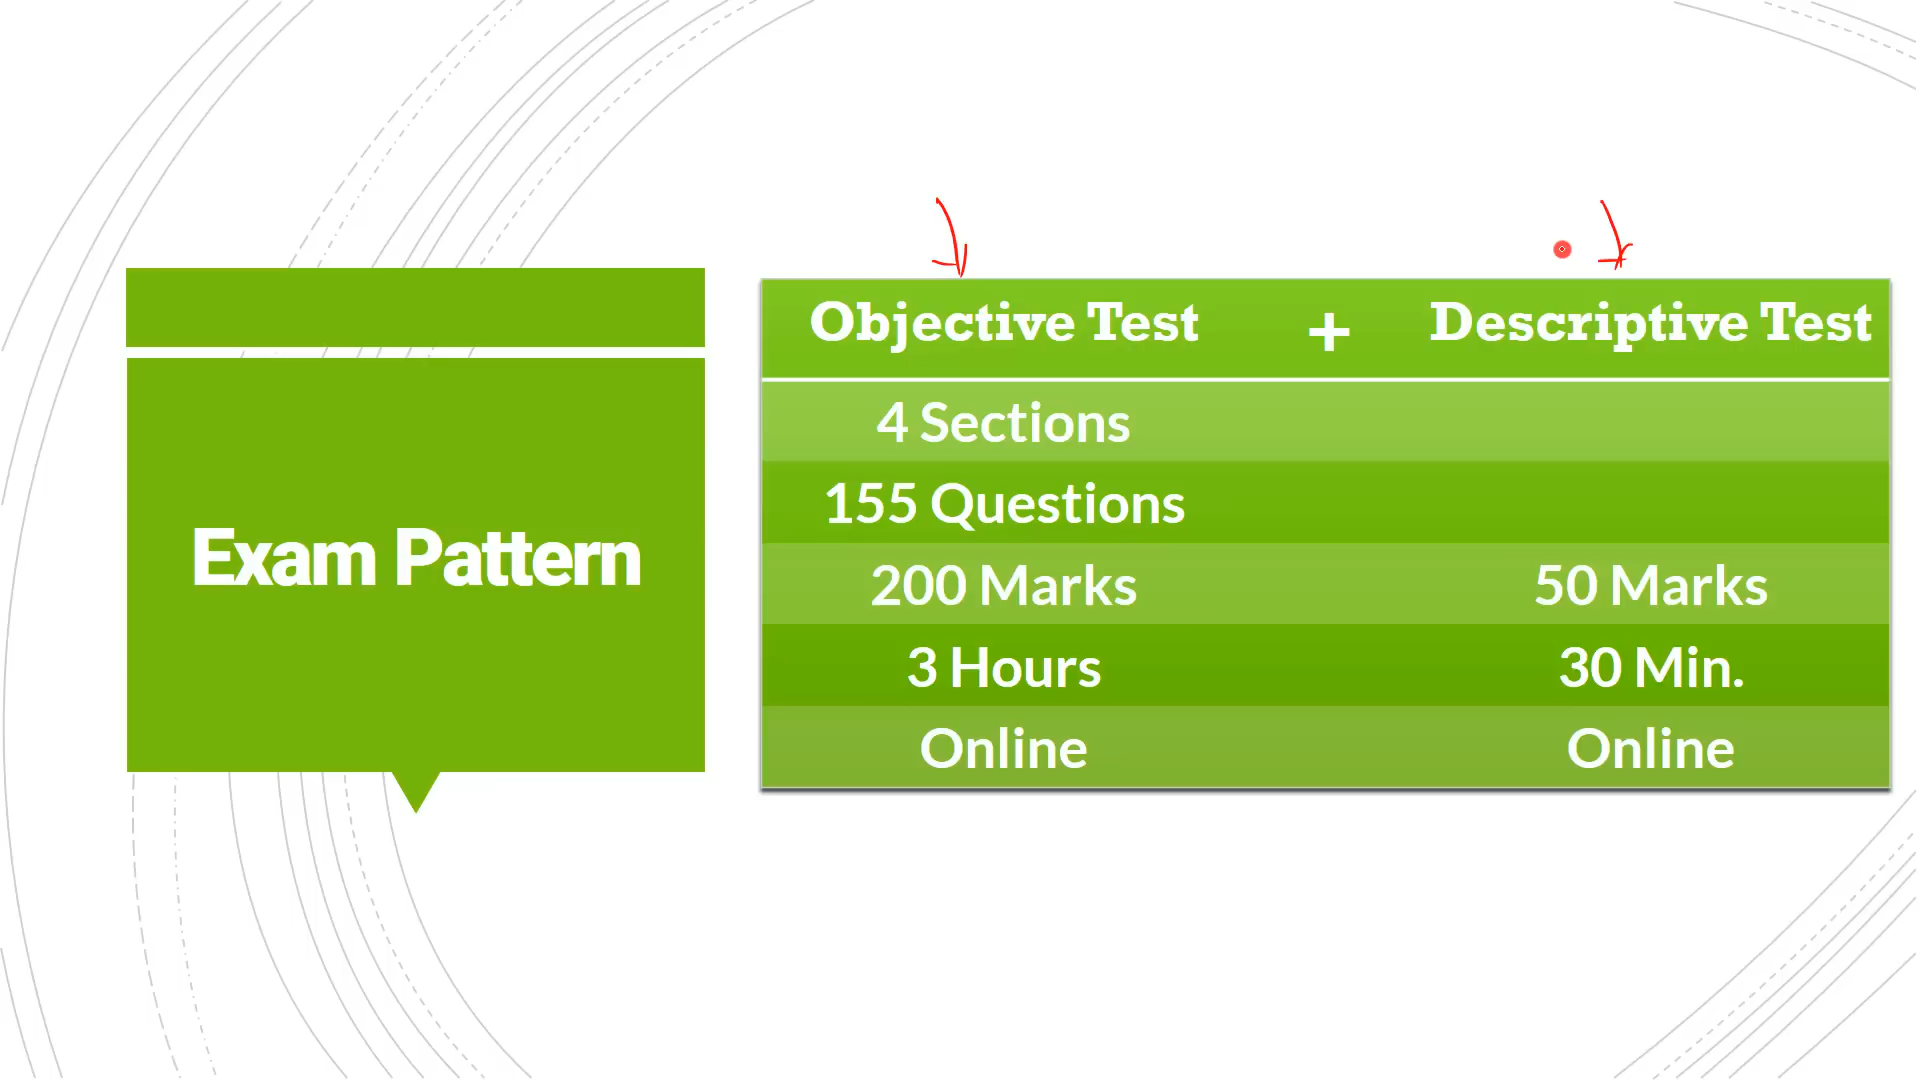 Exam Pattern
Objective Test + Descriptive Test
4 Sections
155 Questions
200 Marks 50 Marks
3 Hours 30 Min.
Online Online